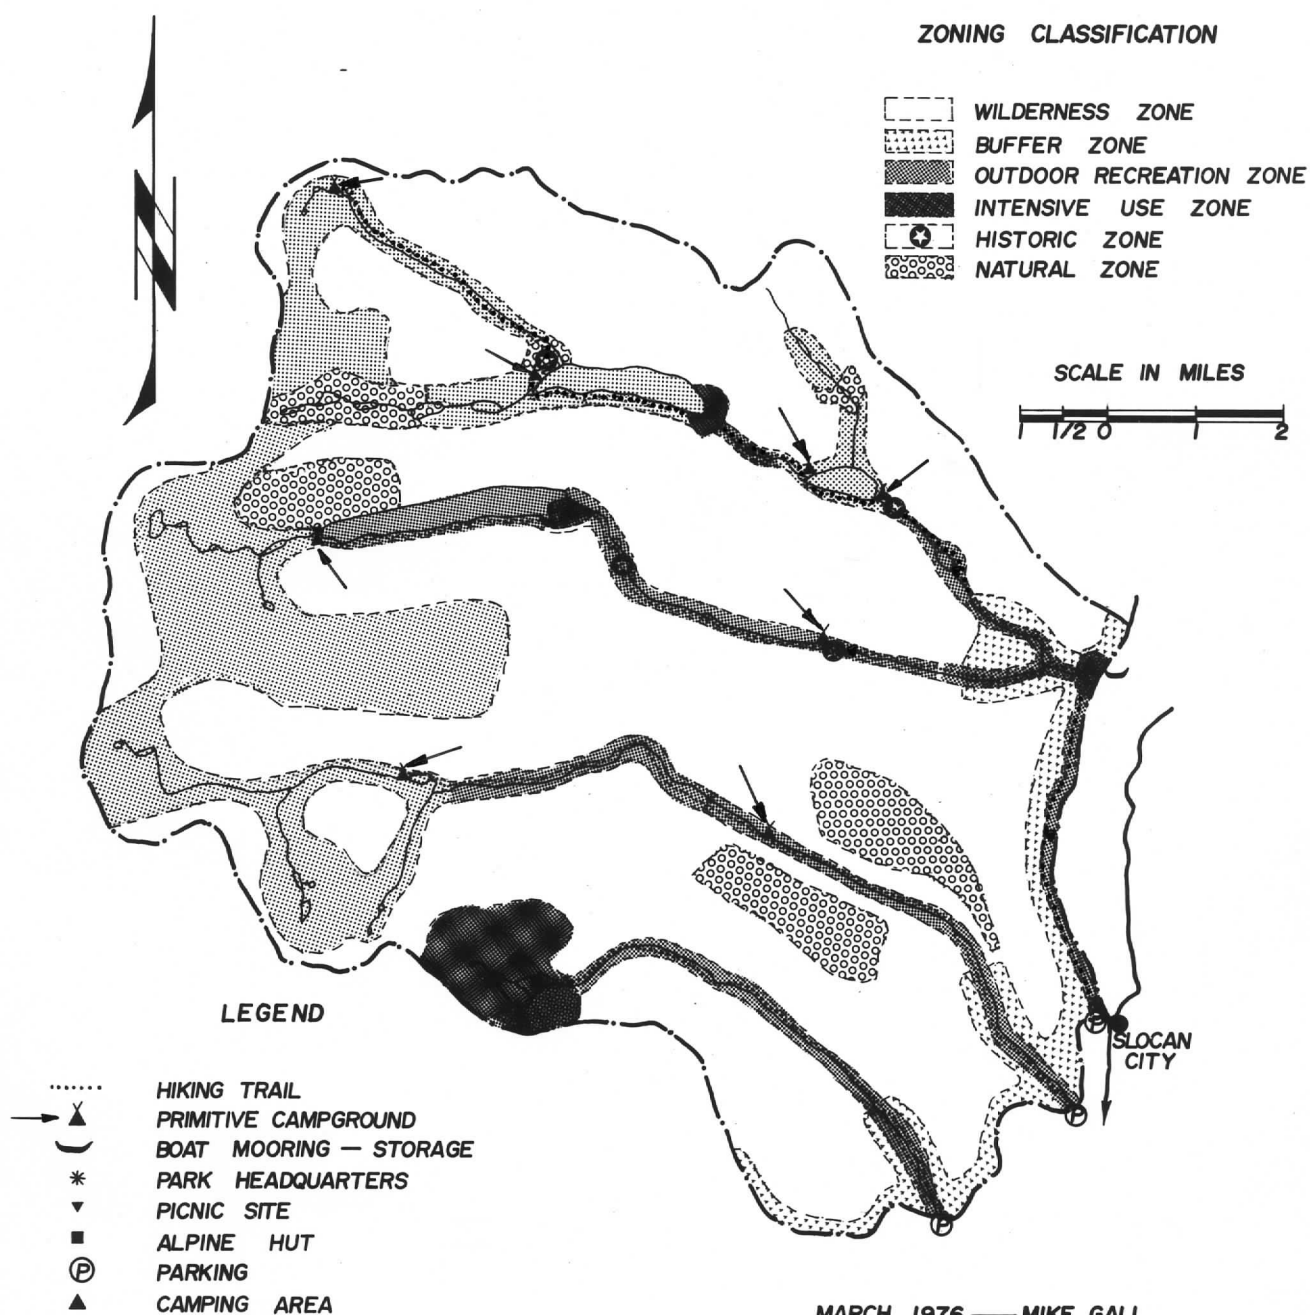 ZONING CLASSIFICATION
WILDERNESS ZONE
BUFFER ZONE
OUTDOOR RECREATION ZONE
INTENSIVE USE ZONE
HISTORIC ZONE
NATURAL ZONE
N
SCALE IN MILES
1 1/2 0 1 2
P
SLOCAN
CITY
P
P
LEGEND
HIKING TRAIL
PRIMITIVE CAMPGROUND
BOAT MOORING — STORAGE
PARK HEADQUARTERS
PICNIC SITE
ALPINE HUT
P PARKING
CAMPING AREA
MARCH 1976 — MIKE GALL